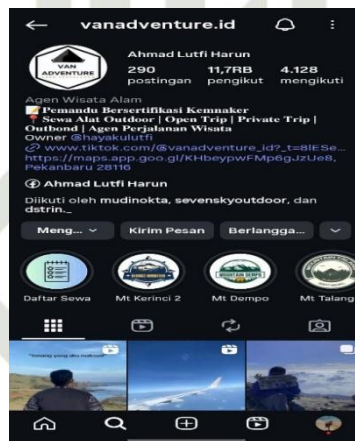 vanadventure.id
VAN
ADVENTURE
Ahmad Lutfi Harun
290 11,7RB 4.128
postingan pengikut mengikuti
Agen Wisata Alam
📝Pemandu Bersertifikasi Kemnaker
📍Sewa Alat Outdoor | Open Trip | Private Trip |
Outbond | Agen Perjalanan Wisata
Owner @hayakulutfi
www.tiktok.com/@vanadventure_id?_t=8lESe...
https://maps.app.goo.gl/KHbeypwFMp6gJzUe8,
Pekanbaru 28116
Ahmad Lutfi Harun
Diikuti oleh mudinokta, sevenskyoutdoor, dan
dstrin._
Meng... Kirim Pesan Berlangga...
Daftar Sewa Mt Kerinci 2 Mt Dempo Mt Talang